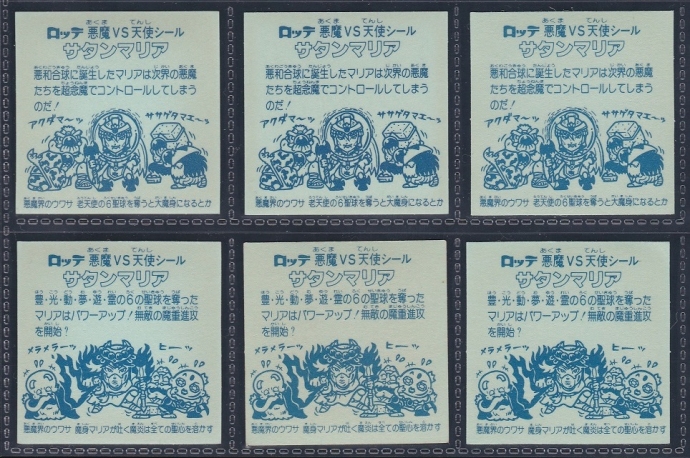 ロッテ 悪魔VS天使シール
サタンマリア
悪和合球に誕生したマリアは次界の悪魔
たちを超念魔でコントロールしてしまう
のだ!
アクダマ〜ッ ササゲタマエ〜ッ
悪魔界のウワサ 老天使の6聖球を奪うと大魔身になるとか
ロッテ 悪魔VS天使シール
サタンマリア
悪和合球に誕生したマリアは次界の悪魔
たちを超念魔でコントロールしてしまう
のだ!
アクダマ〜ッ ササゲタマエ〜ッ
悪魔界のウワサ 老天使の6聖球を奪うと大魔身になるとか
ロッテ 悪魔VS天使シール
サタンマリア
悪和合球に誕生したマリアは次界の悪魔
たちを超念魔でコントロールしてしまう
のだ!
アクダマ〜ッ ササゲタマエ〜ッ
悪魔界のウワサ 老天使の6聖球を奪うと大魔身になるとか
ロッテ 悪魔VS天使シール
サタンマリア
豊・光・動・夢・遊・霊の6の聖球を奪った
マリアはパワーアップ!無敵の魔重進攻
を開始?
メラメラーッ ヒーッ
悪魔界のウワサ 魔身マリアが吐く魔炎は全ての聖心を溶かす
ロッテ 悪魔VS天使シール
サタンマリア
豊・光・動・夢・遊・霊の6の聖球を奪った
マリアはパワーアップ!無敵の魔重進攻
を開始?
メラメラーッ ヒーッ
悪魔界のウワサ 魔身マリアが吐く魔炎は全ての聖心を溶かす
ロッテ 悪魔VS天使シール
サタンマリア
豊・光・動・夢・遊・霊の6の聖球を奪った
マリアはパワーアップ!無敵の魔重進攻
を開始?
メラメラーッ ヒーッ
悪魔界のウワサ 魔身マリアが吐く魔炎は全ての聖心を溶かす